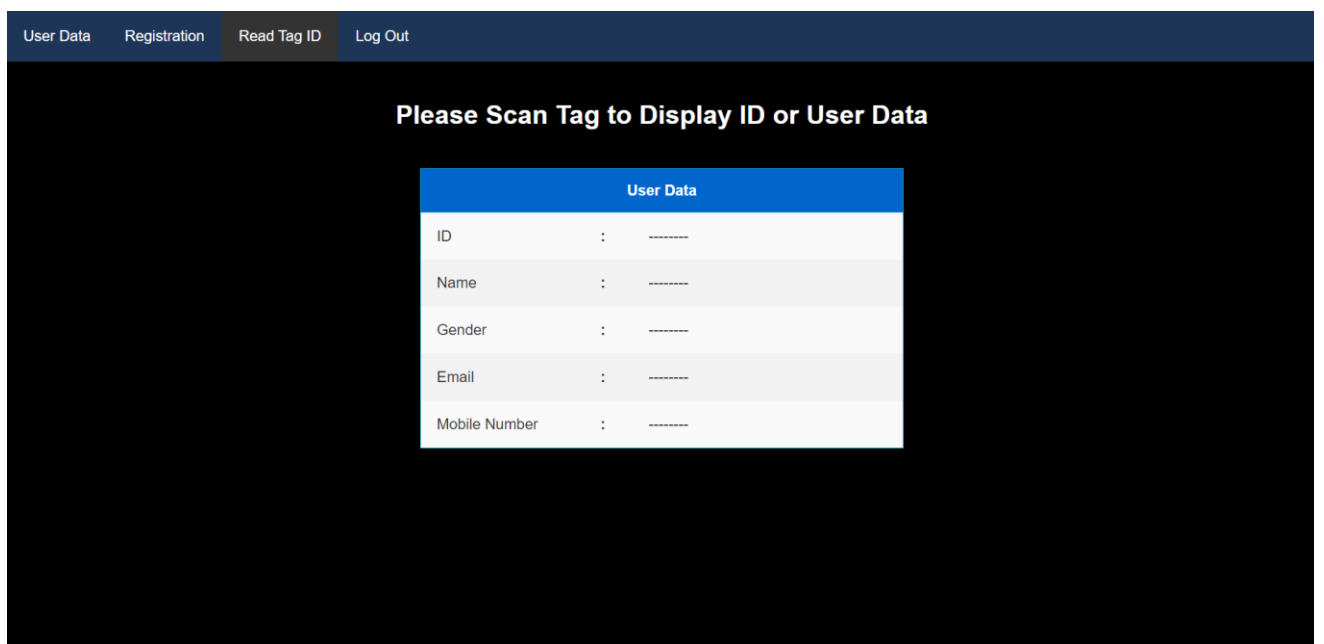 User Data Registration Read Tag ID Log Out
Please Scan Tag to Display ID or User Data
User Data
ID : --------
Name : --------
Gender : --------
Email : --------
Mobile Number : --------